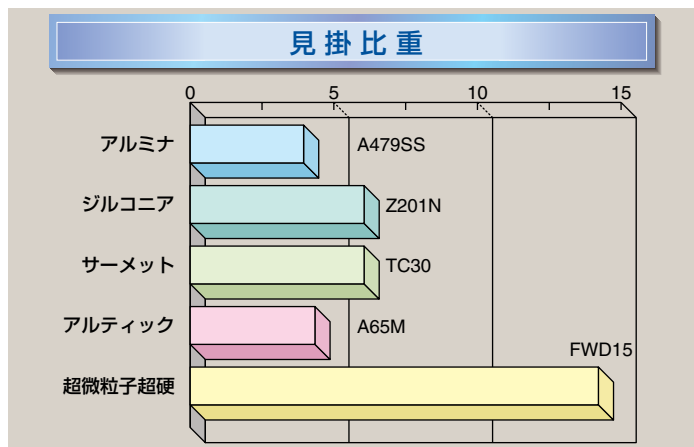 見掛比重
0 5 10 15
アルミナ A479SS
ジルコニア Z201N
サーメット TC30
アルティック A65M
FWD15
超微粒子超硬